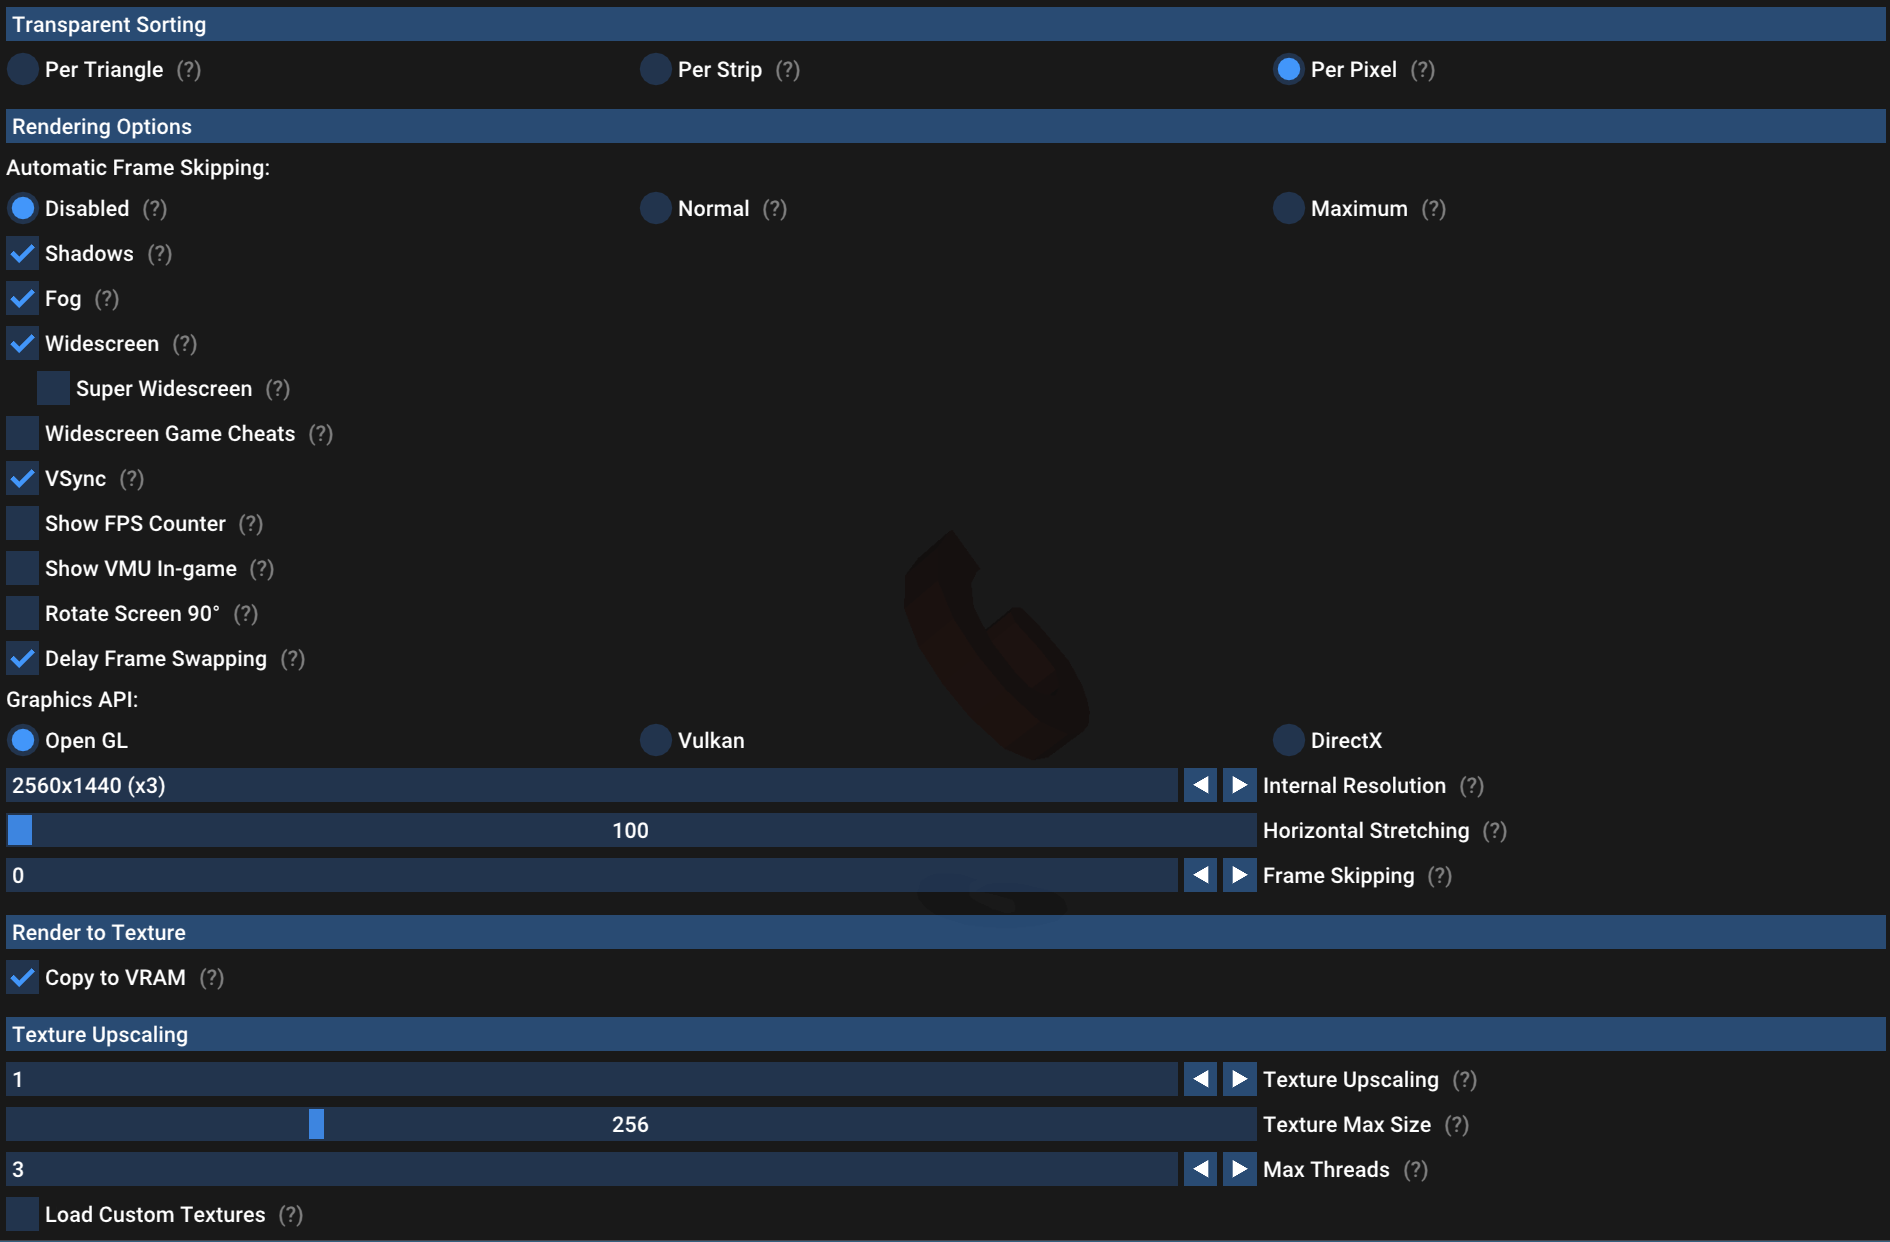 Transparent Sorting
Per Triangle (?) Per Strip (?) Per Pixel (?)
Rendering Options
Automatic Frame Skipping:
Disabled (?) Normal (?) Maximum (?)
Shadows (?)
Fog (?)
Widescreen (?)
Super Widescreen (?)
Widescreen Game Cheats (?)
VSync (?)
Show FPS Counter (?)
Show VMU In-game (?)
Rotate Screen 90° (?)
Delay Frame Swapping (?)
Graphics API:
Open GL Vulkan DirectX
2560x1440 (x3) Internal Resolution (?)
100 Horizontal Stretching (?)
0 Frame Skipping (?)
Render to Texture
Copy to VRAM (?)
Texture Upscaling
1 Texture Upscaling (?)
256 Texture Max Size (?)
3 Max Threads (?)
Load Custom Textures (?)